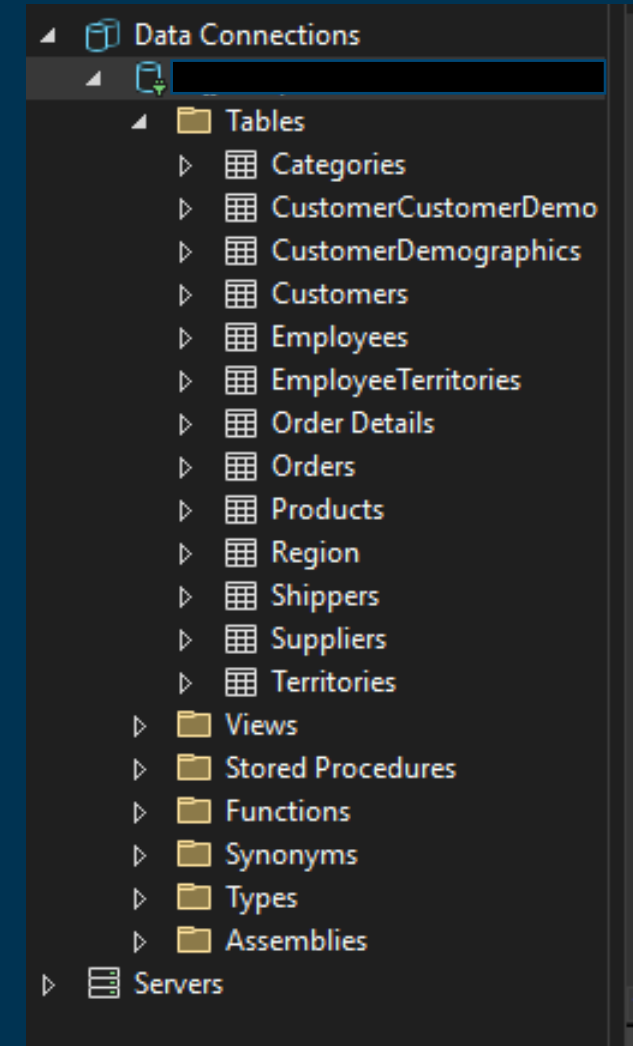 Data Connections
Tables
Categories
CustomerCustomerDemo
CustomerDemographics
Customers
Employees
EmployeeTerritories
Order Details
Orders
Products
Region
Shippers
Suppliers
Territories
Views
Stored Procedures
Functions
Synonyms
Types
Assemblies
Servers